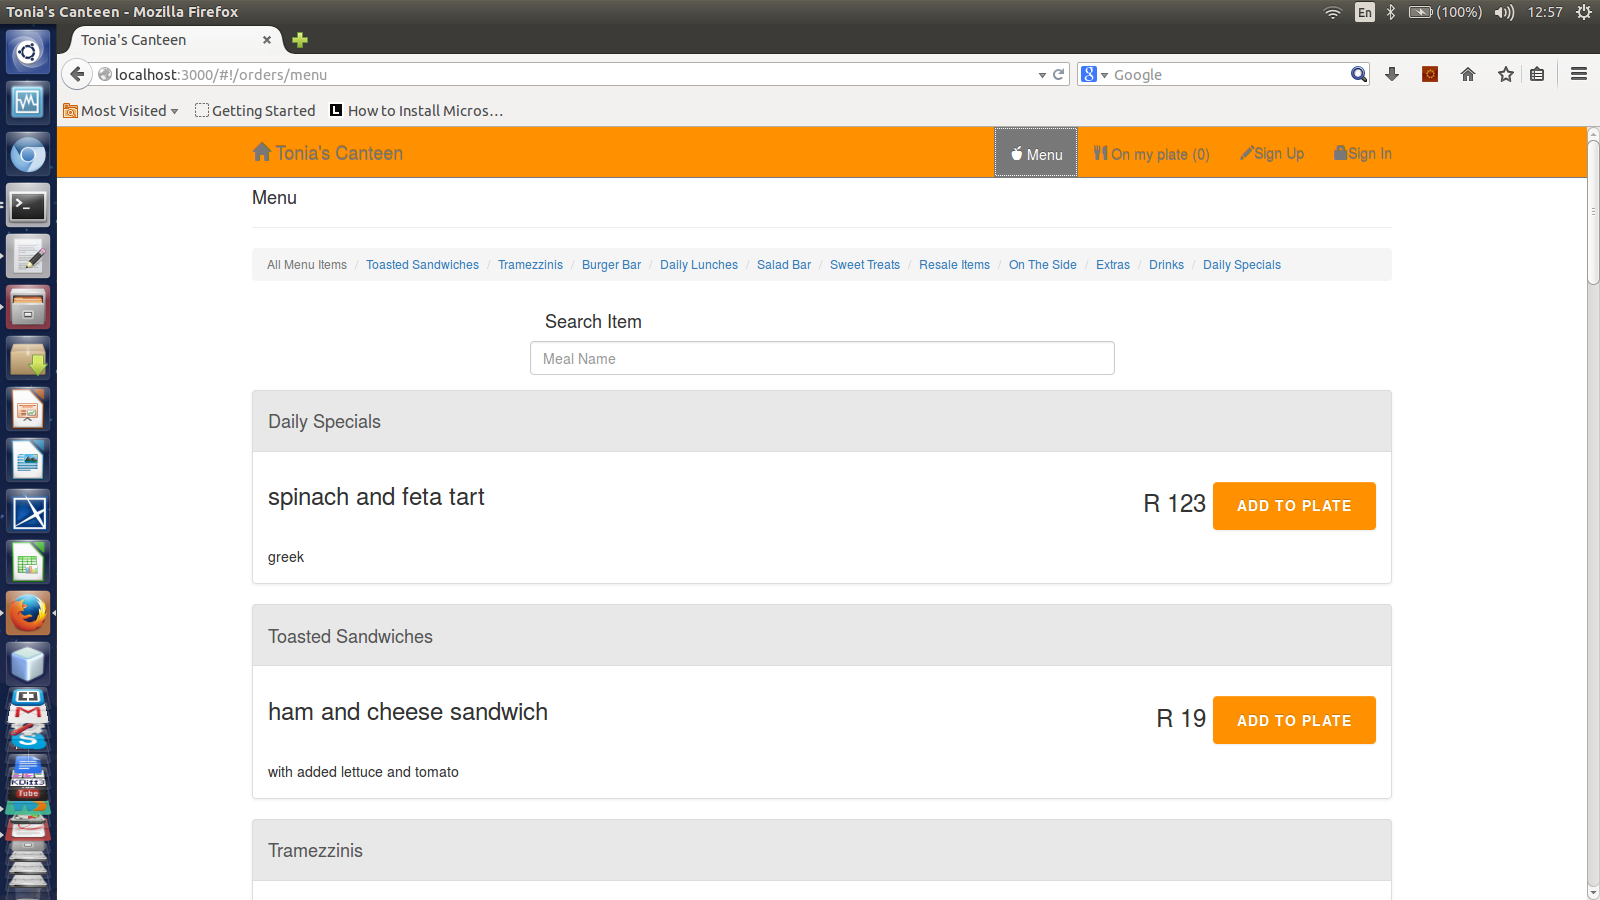 Tonia's Canteen - Mozilla Firefox
En (100%) 12:57
Tonia's Canteen
localhost:3000/#!/orders/menu
8 Google
Most Visited Getting Started L How to Install Micros...
Tonia's Canteen Menu On my plate (0) Sign Up Sign In
Menu
All Menu Items / Toasted Sandwiches / Tramezzinis / Burger Bar / Daily Lunches / Salad Bar / Sweet Treats / Resale Items / On The Side / Extras / Drinks / Daily Specials
Search Item
Meal Name
Daily Specials
spinach and feta tart R 123 ADD TO PLATE
greek
Toasted Sandwiches
ham and cheese sandwich R 19 ADD TO PLATE
with added lettuce and tomato
Tramezzinis
KDiff3
Tube